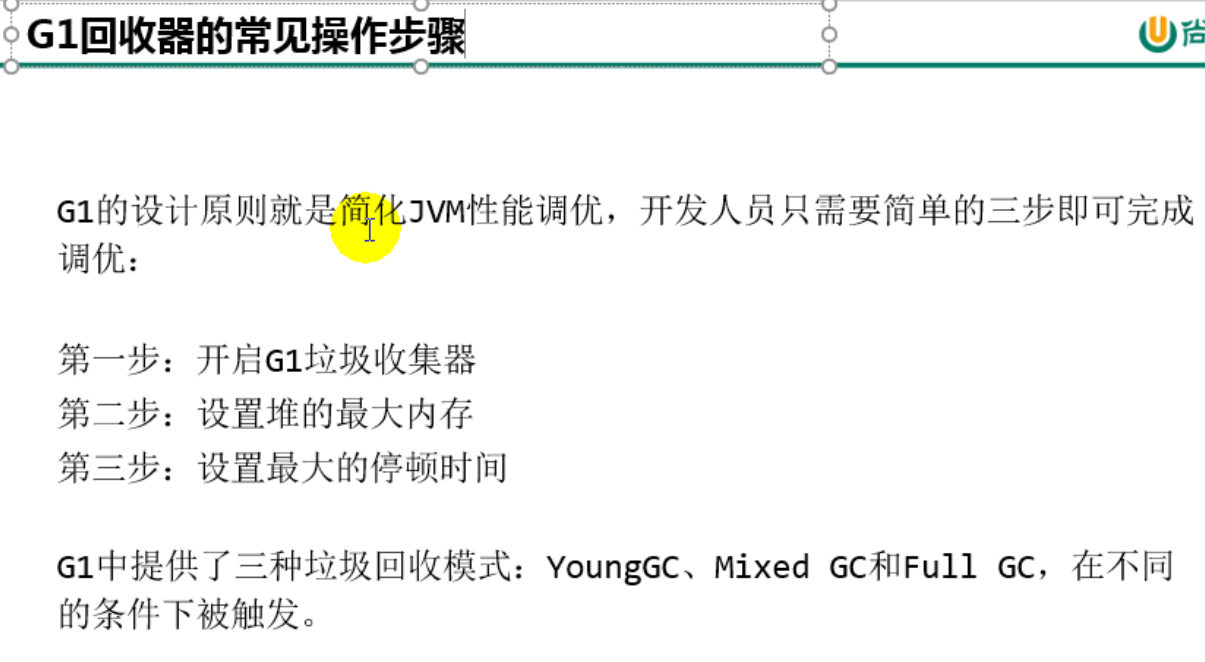 G1回收器的常见操作步骤
尚
G1的设计原则就是简化JVM性能调优，开发人员只需要简单的三步即可完成
调优：
第一步：开启G1垃圾收集器
第二步：设置堆的最大内存
第三步：设置最大的停顿时间
G1中提供了三种垃圾回收模式：YoungGC、Mixed GC和Full GC，在不同
的条件下被触发。